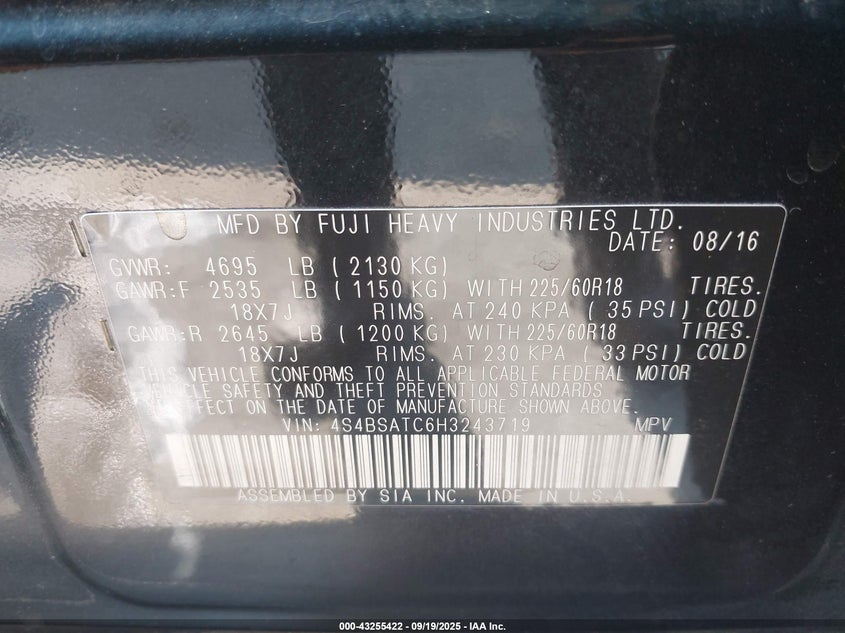 MFD BY FUJI HEAVY INDUSTRIES LTD.
DATE: 08/16
GVWR: 4695 LB ( 2130 KG)
GAWR:F 2535 LB ( 1150 KG) WITH 225/60R18 TIRES.
18X7J RIMS. AT 240 KPA ( 35 PSI) COLD
GAWR:R 2645 LB ( 1200 KG) WITH 225/60R18 TIRES.
18X7J RIMS. AT 230 KPA ( 33 PSI) COLD
THIS VEHICLE CONFORMS TO ALL APPLICABLE FEDERAL MOTOR
VEHICLE SAFETY AND THEFT PREVENTION STANDARDS
IN EFFECT ON THE DATE OF MANUFACTURE SHOWN ABOVE.
VIN: 4S4BSATC6H3243719 MPV
ASSEMBLED BY SIA INC. MADE IN U.S.A.
000-43255422 - 09/19/2025 - IAA Inc.